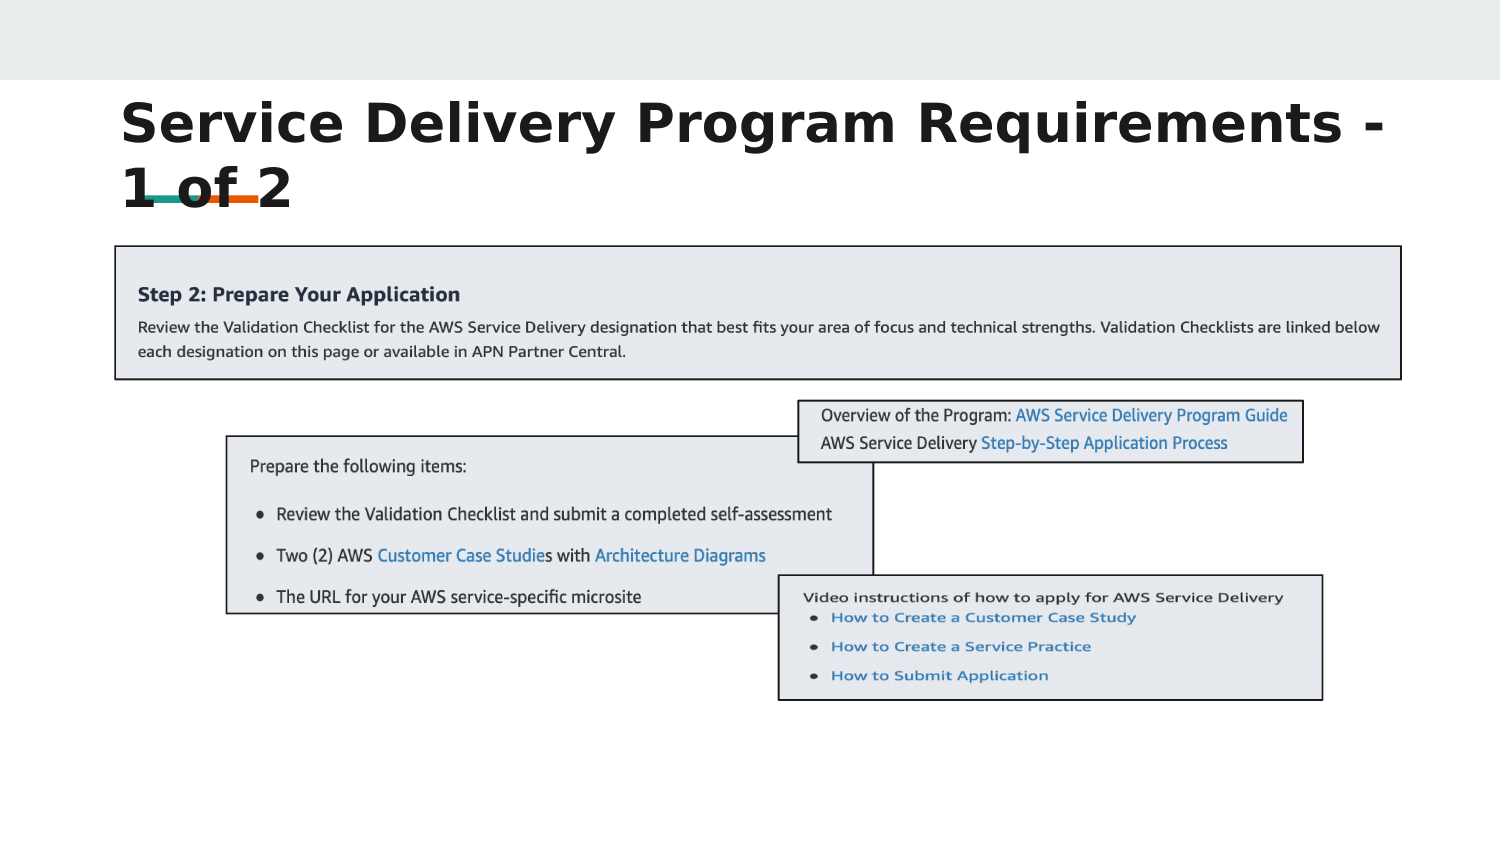 Service Delivery Program Requirements -
1 of 2
Step 2: Prepare Your Application
Review the Validation Checklist for the AWS Service Delivery designation that best fits your area of focus and technical strengths. Validation Checklists are linked below
each designation on this page or available in APN Partner Central.
Overview of the Program: AWS Service Delivery Program Guide
AWS Service Delivery Step-by-Step Application Process
Prepare the following items:
● Review the Validation Checklist and submit a completed self-assessment
● Two (2) AWS Customer Case Studies with Architecture Diagrams
● The URL for your AWS service-specific microsite
Video instructions of how to apply for AWS Service Delivery
● How to Create a Customer Case Study
● How to Create a Service Practice
● How to Submit Application